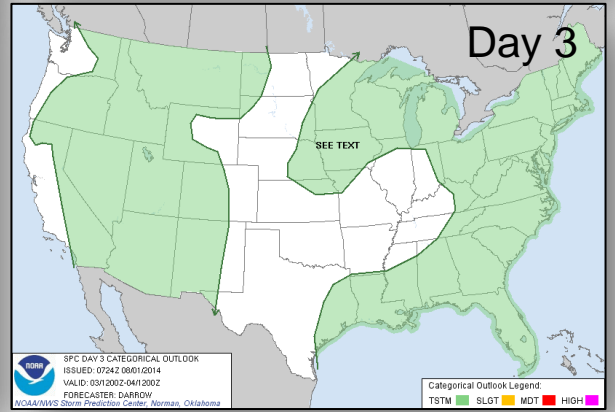 Day 3
SEE TEXT
NOAA
SPC DAY 3 CATEGORICAL OUTLOOK
ISSUED: 0724Z 08/01/2014
VALID: 03/1200Z-04/1200Z
FORECASTER: DARROW
NOAA/NWS Storm Prediction Center, Norman, Oklahoma
Categorical Outlook Legend:
TSTM SLGT MDT HIGH